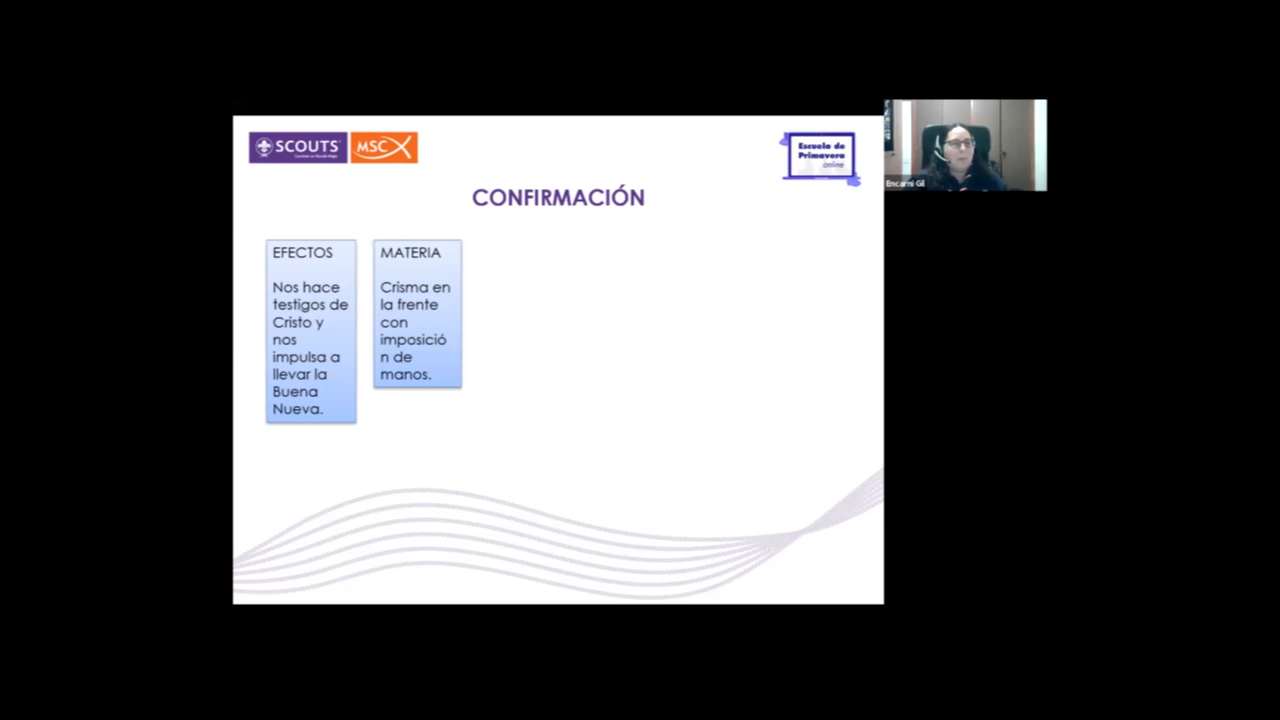 SCOUTS
MSC
Escuela de
Primavera
online
Encarni Gil
CONFIRMACIÓN
EFECTOS
Nos hace
testigos de
Cristo y
nos
impulsa a
llevar la
Buena
Nueva.
MATERIA
Crisma en
la frente
con
imposició
n de
manos.